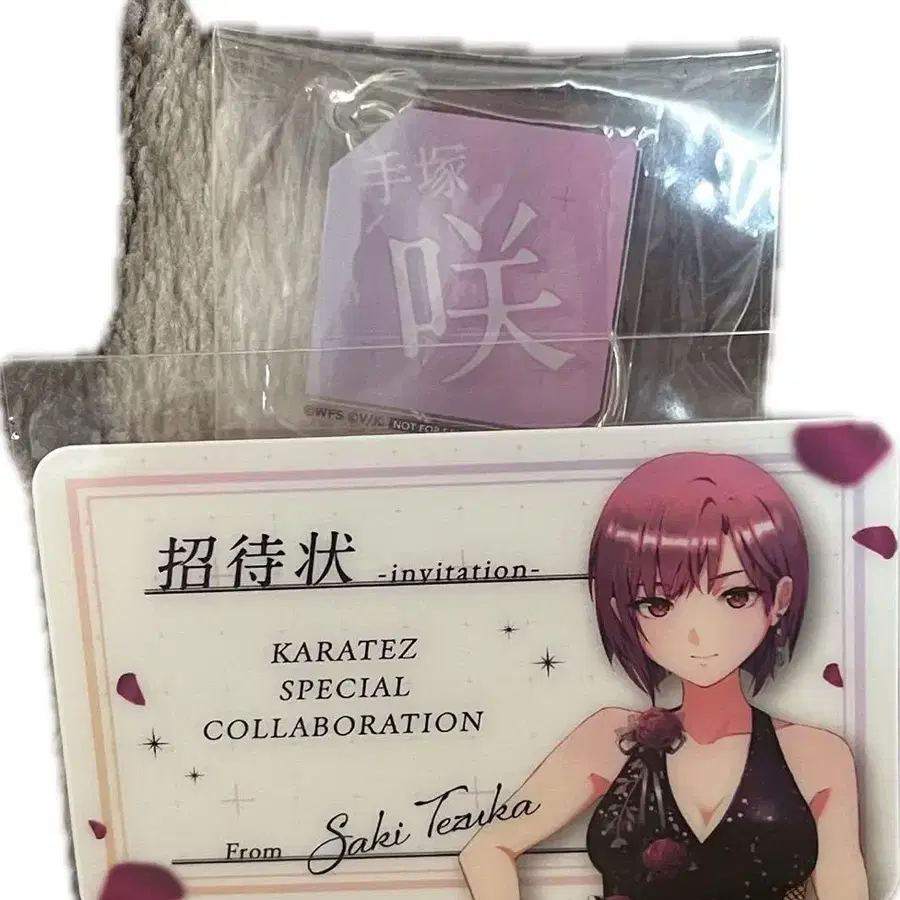 手塚
咲
©WFS ©V/K NOT FOR
招待状 -invitation-
KARATEZ
SPECIAL
COLLABORATION
From Saki Tezuka